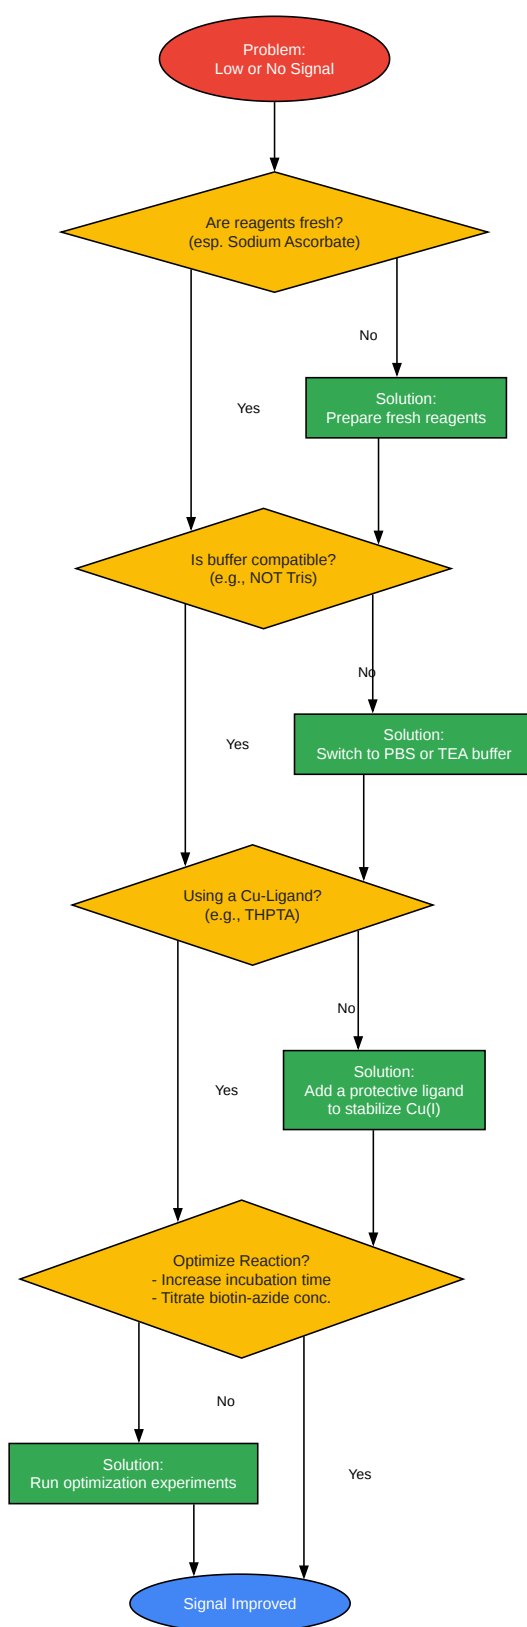 Problem:
Low or No Signal
Are reagents fresh?
(esp. Sodium Ascorbate)
No
Yes
Solution:
Prepare fresh reagents
Is buffer compatible?
(e.g., NOT Tris)
No
Yes
Solution:
Switch to PBS or TEA buffer
Using a Cu-Ligand?
(e.g., THPTA)
No
Yes
Solution:
Add a protective ligand
to stabilize Cu(I)
Optimize Reaction?
- Increase incubation time
- Titrate biotin-azide conc.
No
Solution:
Run optimization experiments
Yes
Signal Improved